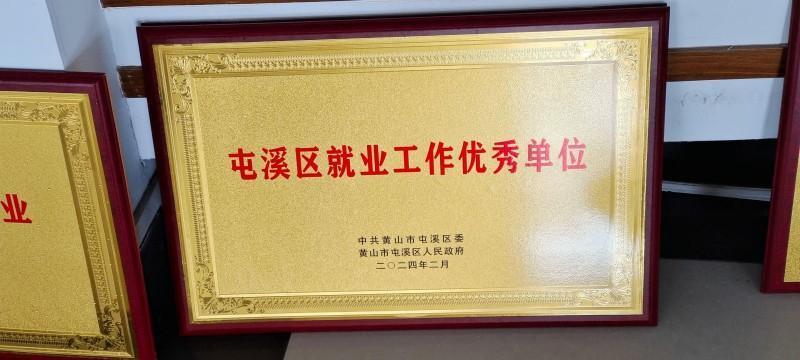 屯溪区就业工作优秀单位
中共黄山市屯溪区委
黄山市屯溪区人民政府
二〇二四年二月
业